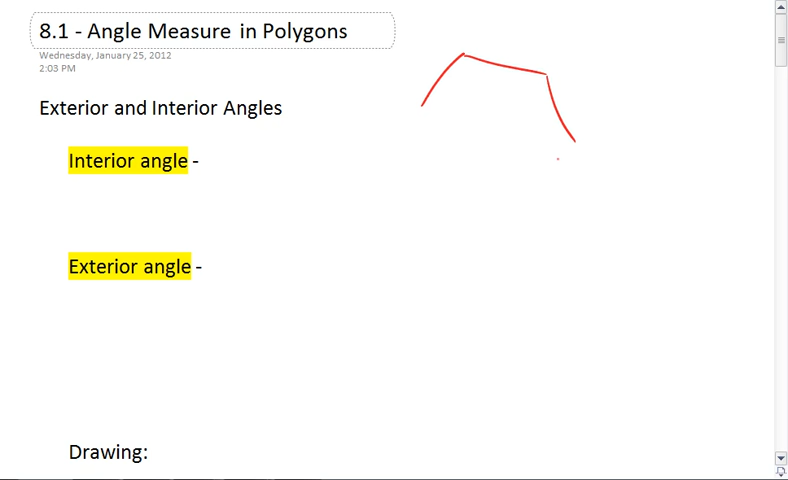 8.1 - Angle Measure in Polygons
Wednesday, January 25, 2012
2:03 PM
Exterior and Interior Angles
Interior angle -
Exterior angle -
Drawing: